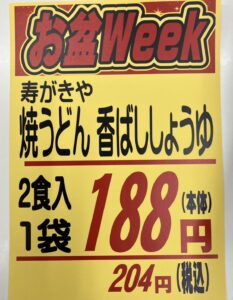 お盆Week
寿がきや
焼うどん 香ばししょうゆ
2食入
1袋
188円
(本体)
204円(税込)